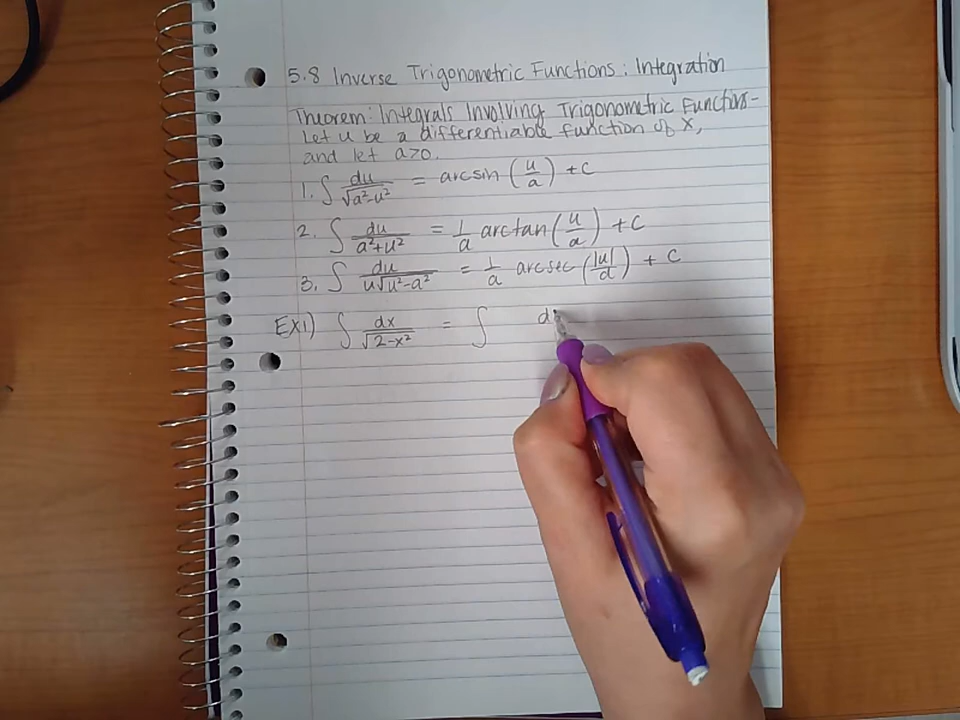 5.8 Inverse Trigonometric Functions: Integration
Theorem: Integrals Involving Trigonometric Functions-
Let u be a differentiable function of x,
and let a>0.
1. ∫ du/√(a²-u²) = arcsin (u/a) + C
2. ∫ du/(a²+u²) = 1/a arctan (u/a) + C
3. ∫ du/(u√(u²-a²)) = 1/a arcsec (|u|/a) + C
EX1) ∫ dx/√(2-x²) = ∫ d